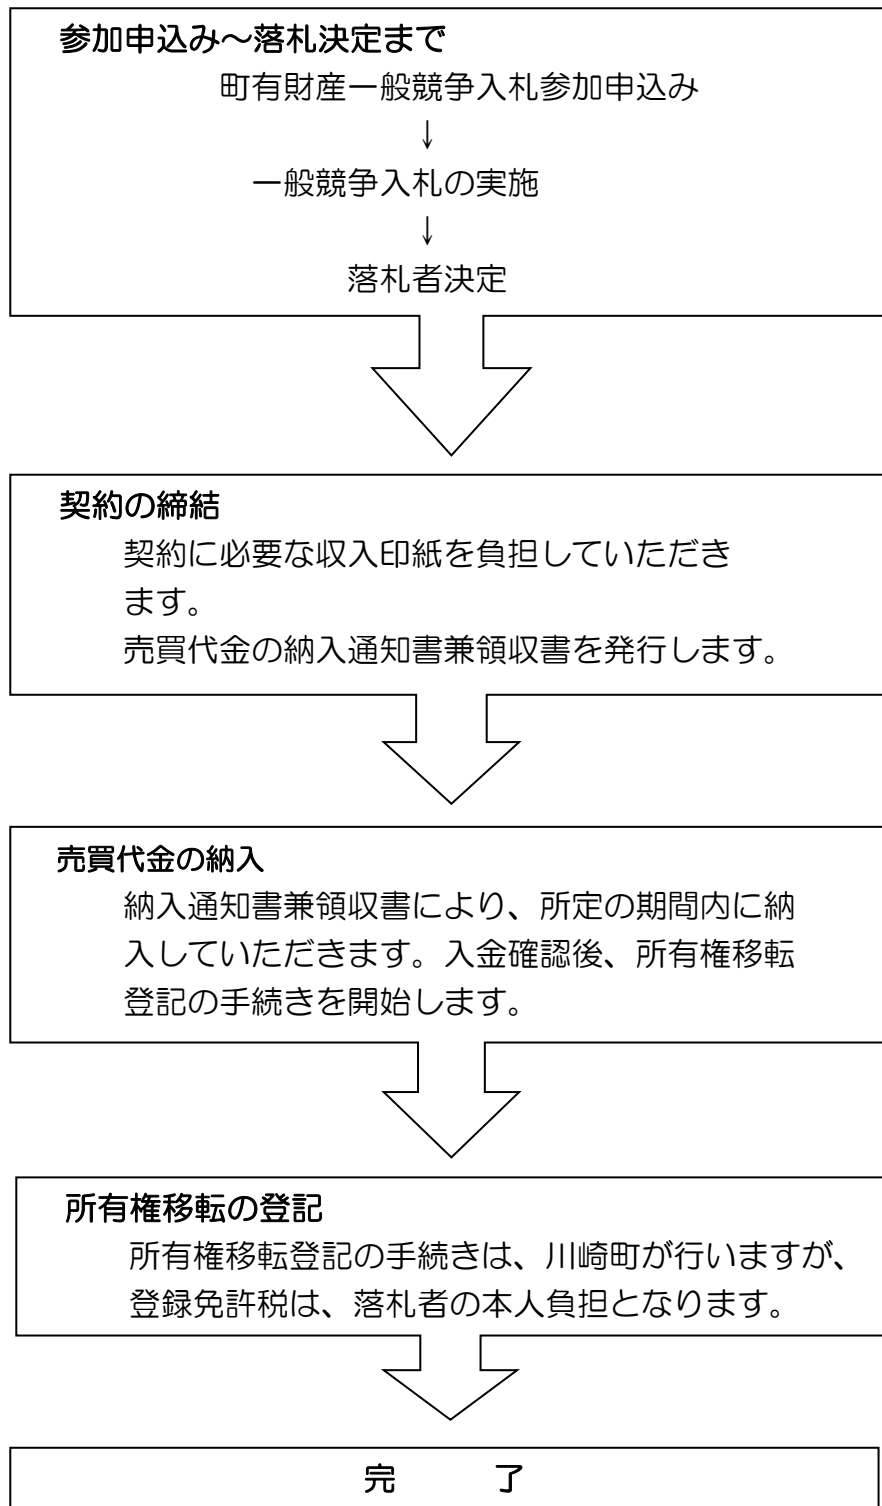 参加申込み～落札決定まで
町有財産一般競争入札参加申込み
↓
一般競争入札の実施
↓
落札者決定
契約の締結
契約に必要な収入印紙を負担していただき
ます。
売買代金の納入通知書兼領収書を発行します。
売買代金の納入
納入通知書兼領収書により、所定の期間内に納
入していただきます。入金確認後、所有権移転
登記の手続きを開始します。
所有権移転の登記
所有権移転登記の手続きは、川崎町が行いますが、
登録免許税は、落札者の本人負担となります。
完　　了